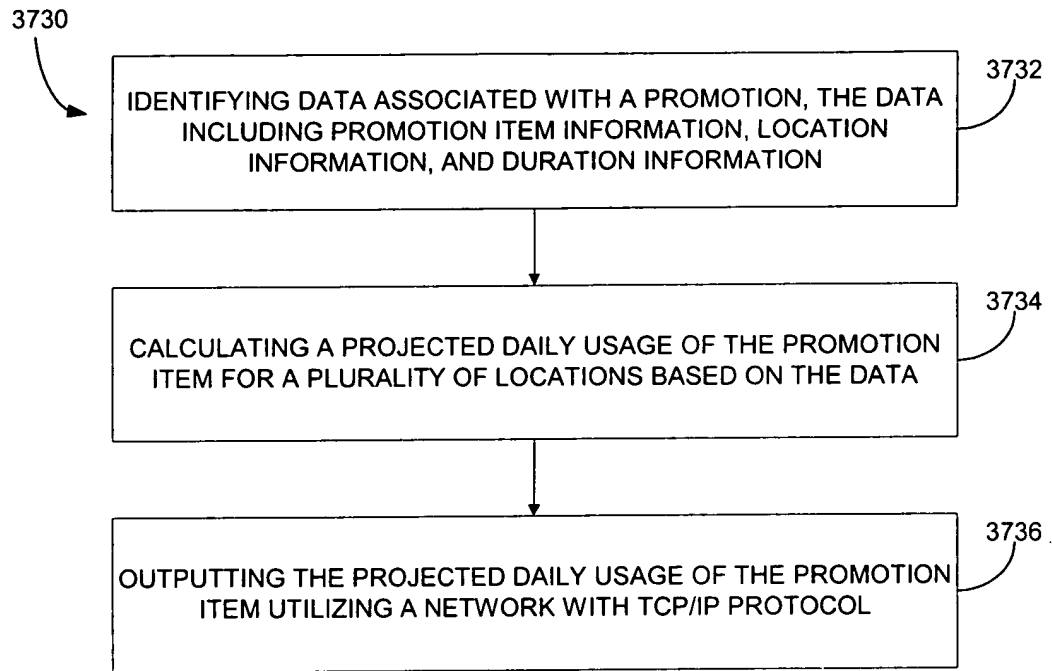 3730
3732
IDENTIFYING DATA ASSOCIATED WITH A PROMOTION, THE DATA
INCLUDING PROMOTION ITEM INFORMATION, LOCATION
INFORMATION, AND DURATION INFORMATION
3734
CALCULATING A PROJECTED DAILY USAGE OF THE PROMOTION
ITEM FOR A PLURALITY OF LOCATIONS BASED ON THE DATA
3736
OUTPUTTING THE PROJECTED DAILY USAGE OF THE PROMOTION
ITEM UTILIZING A NETWORK WITH TCP/IP PROTOCOL